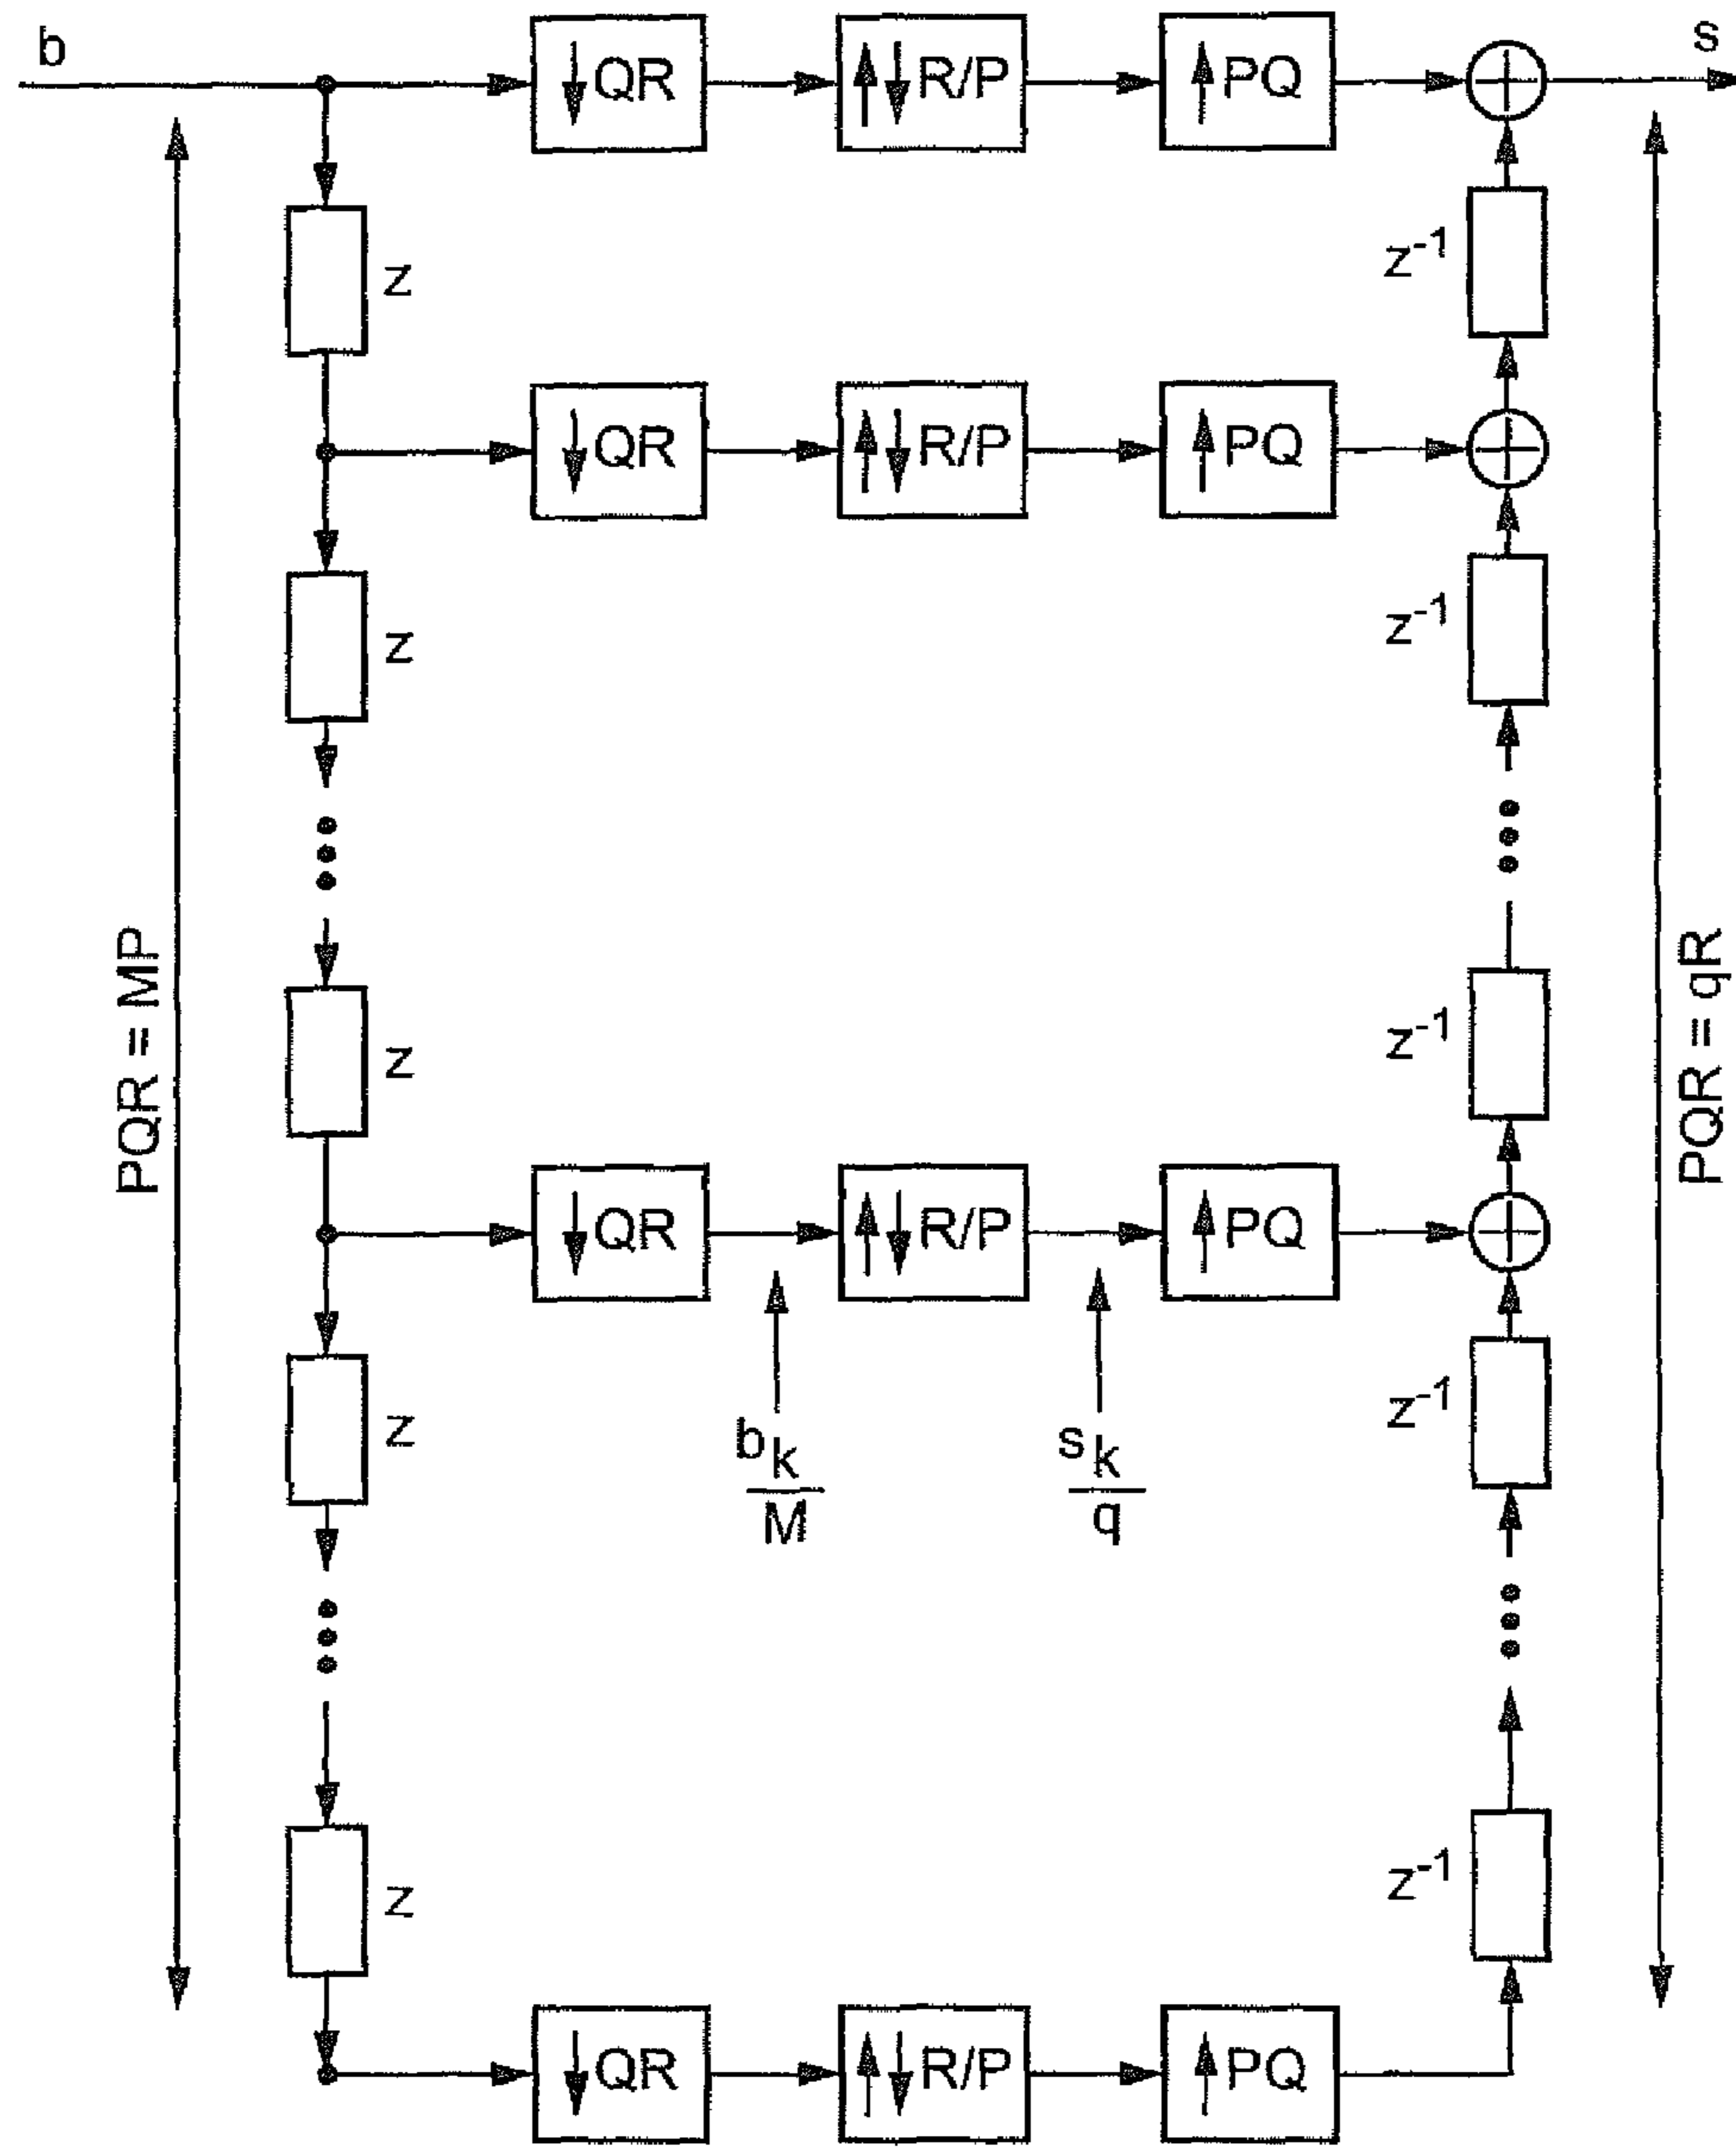 b
↓ QR
↑↓ R/P
↑ PQ
s
z
z⁻¹
↓ QR
↑↓ R/P
↑ PQ
z
z⁻¹
PQR = MP
PQR = qR
z
z⁻¹
↓ QR
↑↓ R/P
↑ PQ
b_k/M
s_k/q
z
z⁻¹
z
z⁻¹
↓ QR
↑↓ R/P
↑ PQ